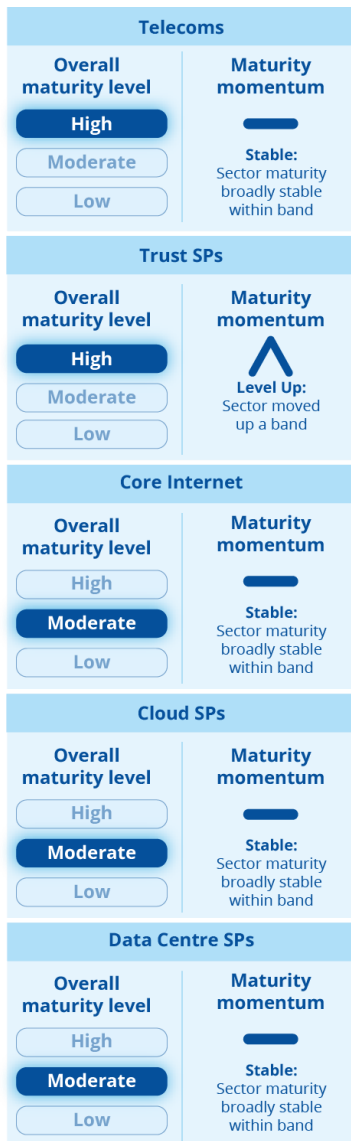 Telecoms
Overall
maturity level
High
Moderate
Low
Maturity
momentum
Stable:
Sector maturity
broadly stable
within band
Trust SPs
Overall
maturity level
High
Moderate
Low
Maturity
momentum
Level Up:
Sector moved
up a band
Core Internet
Overall
maturity level
High
Moderate
Low
Maturity
momentum
Stable:
Sector maturity
broadly stable
within band
Cloud SPs
Overall
maturity level
High
Moderate
Low
Maturity
momentum
Stable:
Sector maturity
broadly stable
within band
Data Centre SPs
Overall
maturity level
High
Moderate
Low
Maturity
momentum
Stable:
Sector maturity
broadly stable
within band